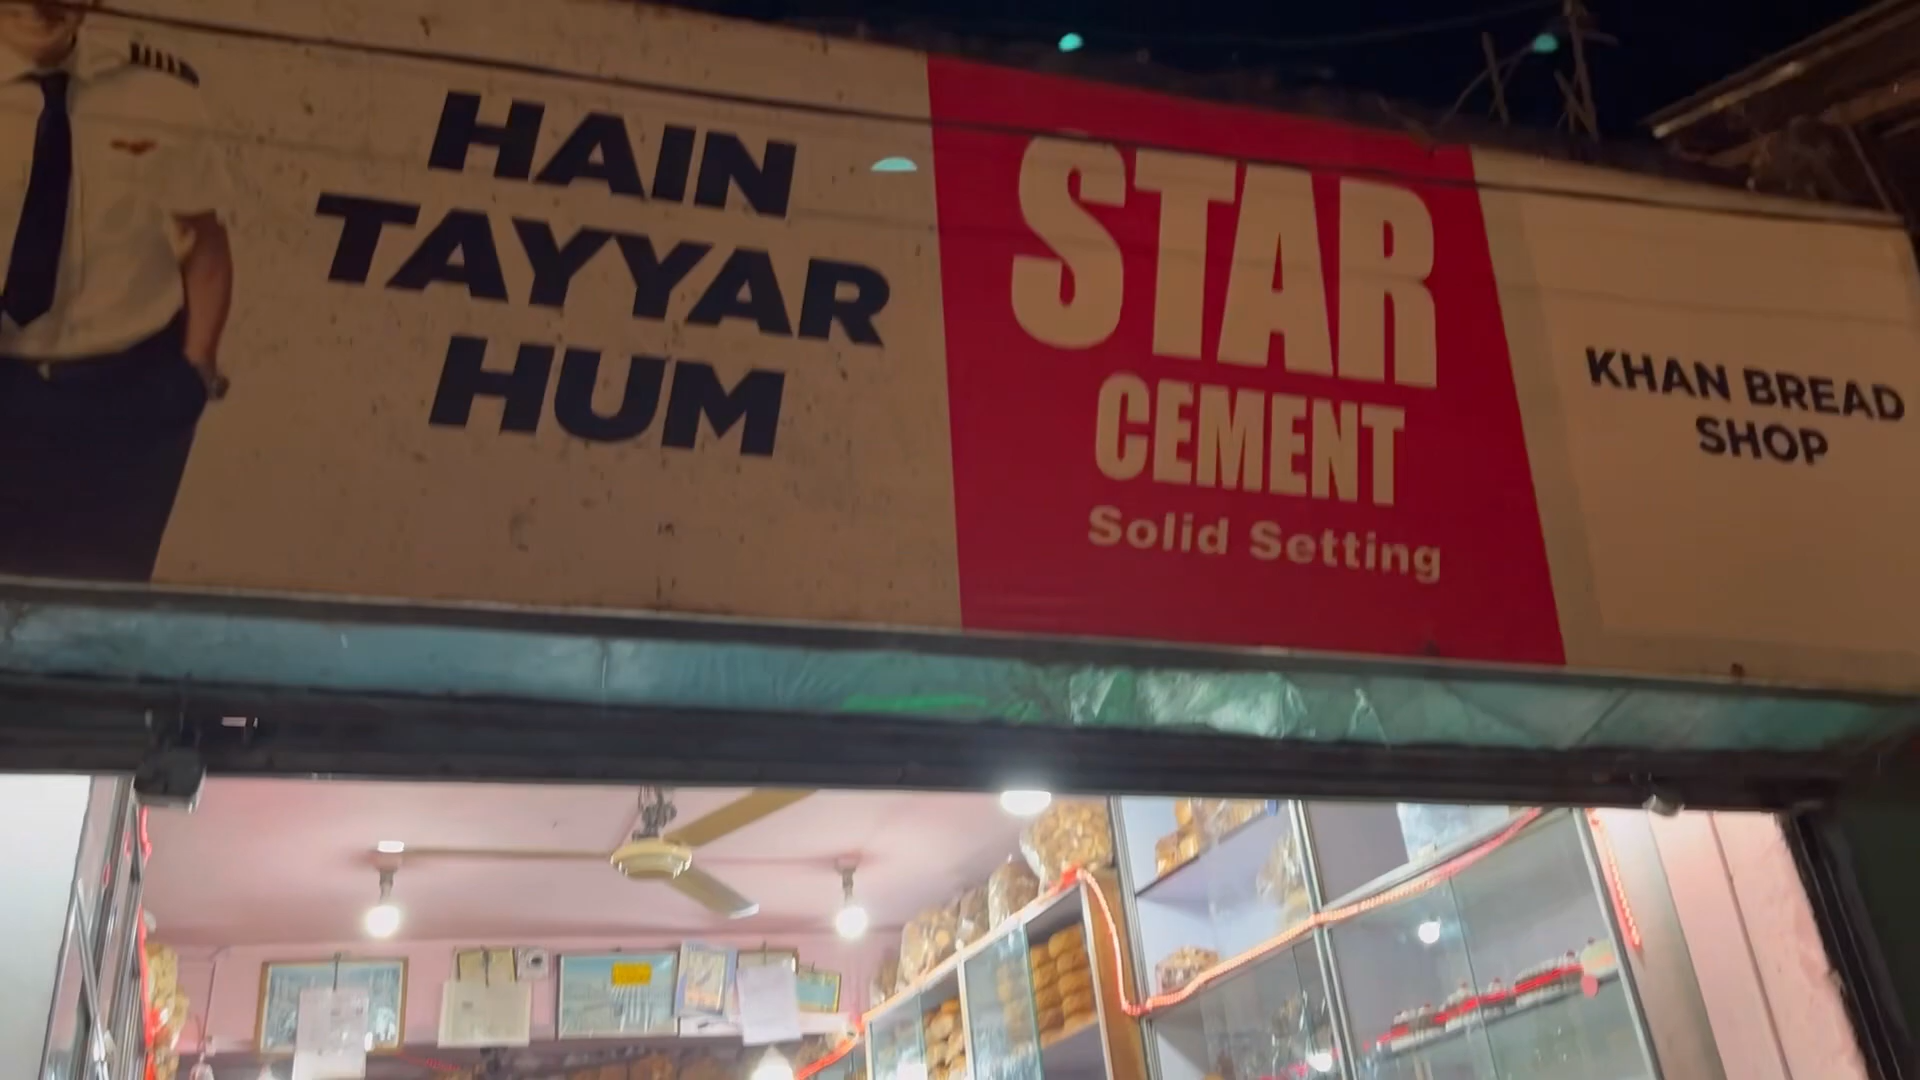 HAIN
TAYYAR
HUM
STAR
CEMENT
Solid Setting
KHAN BREAD
SHOP